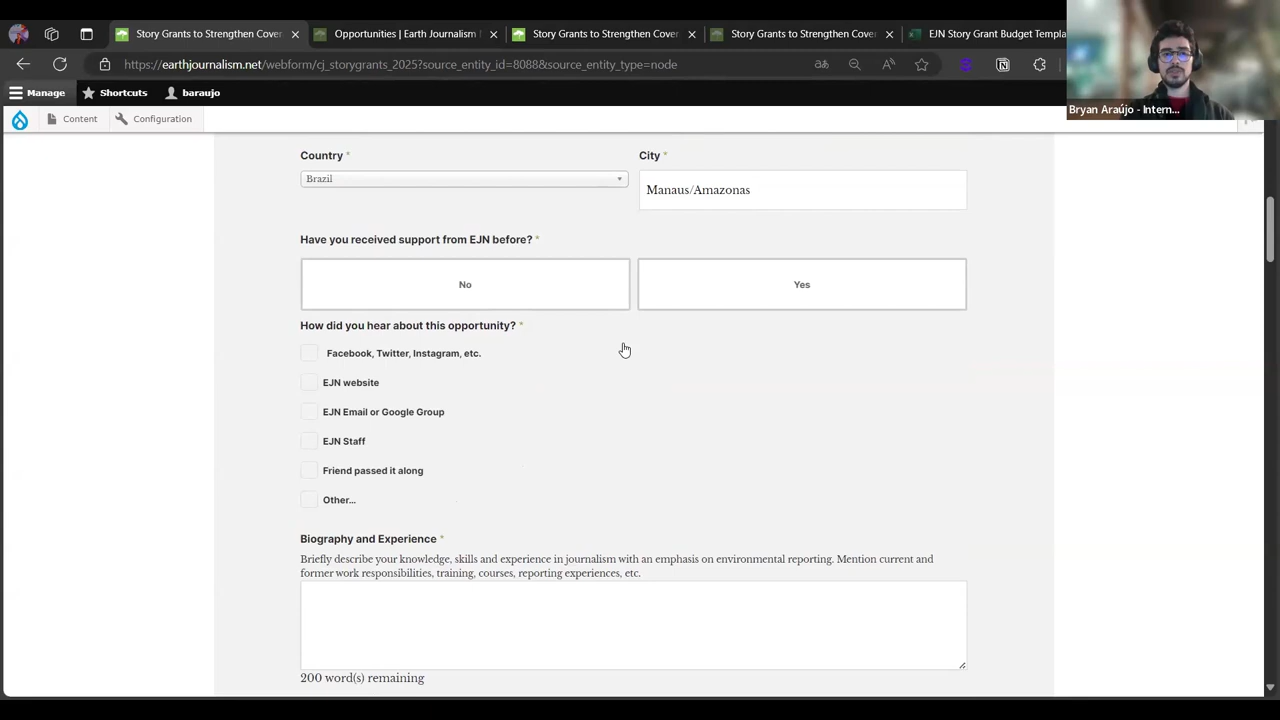 Story Grants to Strengthen Cover
Opportunities | Earth Journalism
Story Grants to Strengthen Cover
Story Grants to Strengthen Cover
EJN Story Grant Budget Templa
https://earthjournalism.net/webform/cj_storygrants_2025?source_entity_id=8088&source_entity_type=node
Manage
Shortcuts
baraujo
Bryan Araújo - Intern...
Content
Configuration
Country *
City *
Brazil
Manaus/Amazonas
Have you received support from EJN before? *
No
Yes
How did you hear about this opportunity? *
Facebook, Twitter, Instagram, etc.
EJN website
EJN Email or Google Group
EJN Staff
Friend passed it along
Other...
Biography and Experience *
Briefly describe your knowledge, skills and experience in journalism with an emphasis on environmental reporting. Mention current and
former work responsibilities, training, courses, reporting experiences, etc.
200 word(s) remaining